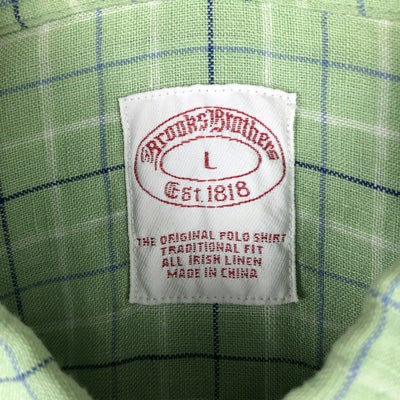 Brooks Brothers
L
Est. 1818
THE ORIGINAL POLO SHIRT
TRADITIONAL FIT
ALL IRISH LINEN
MADE IN CHINA